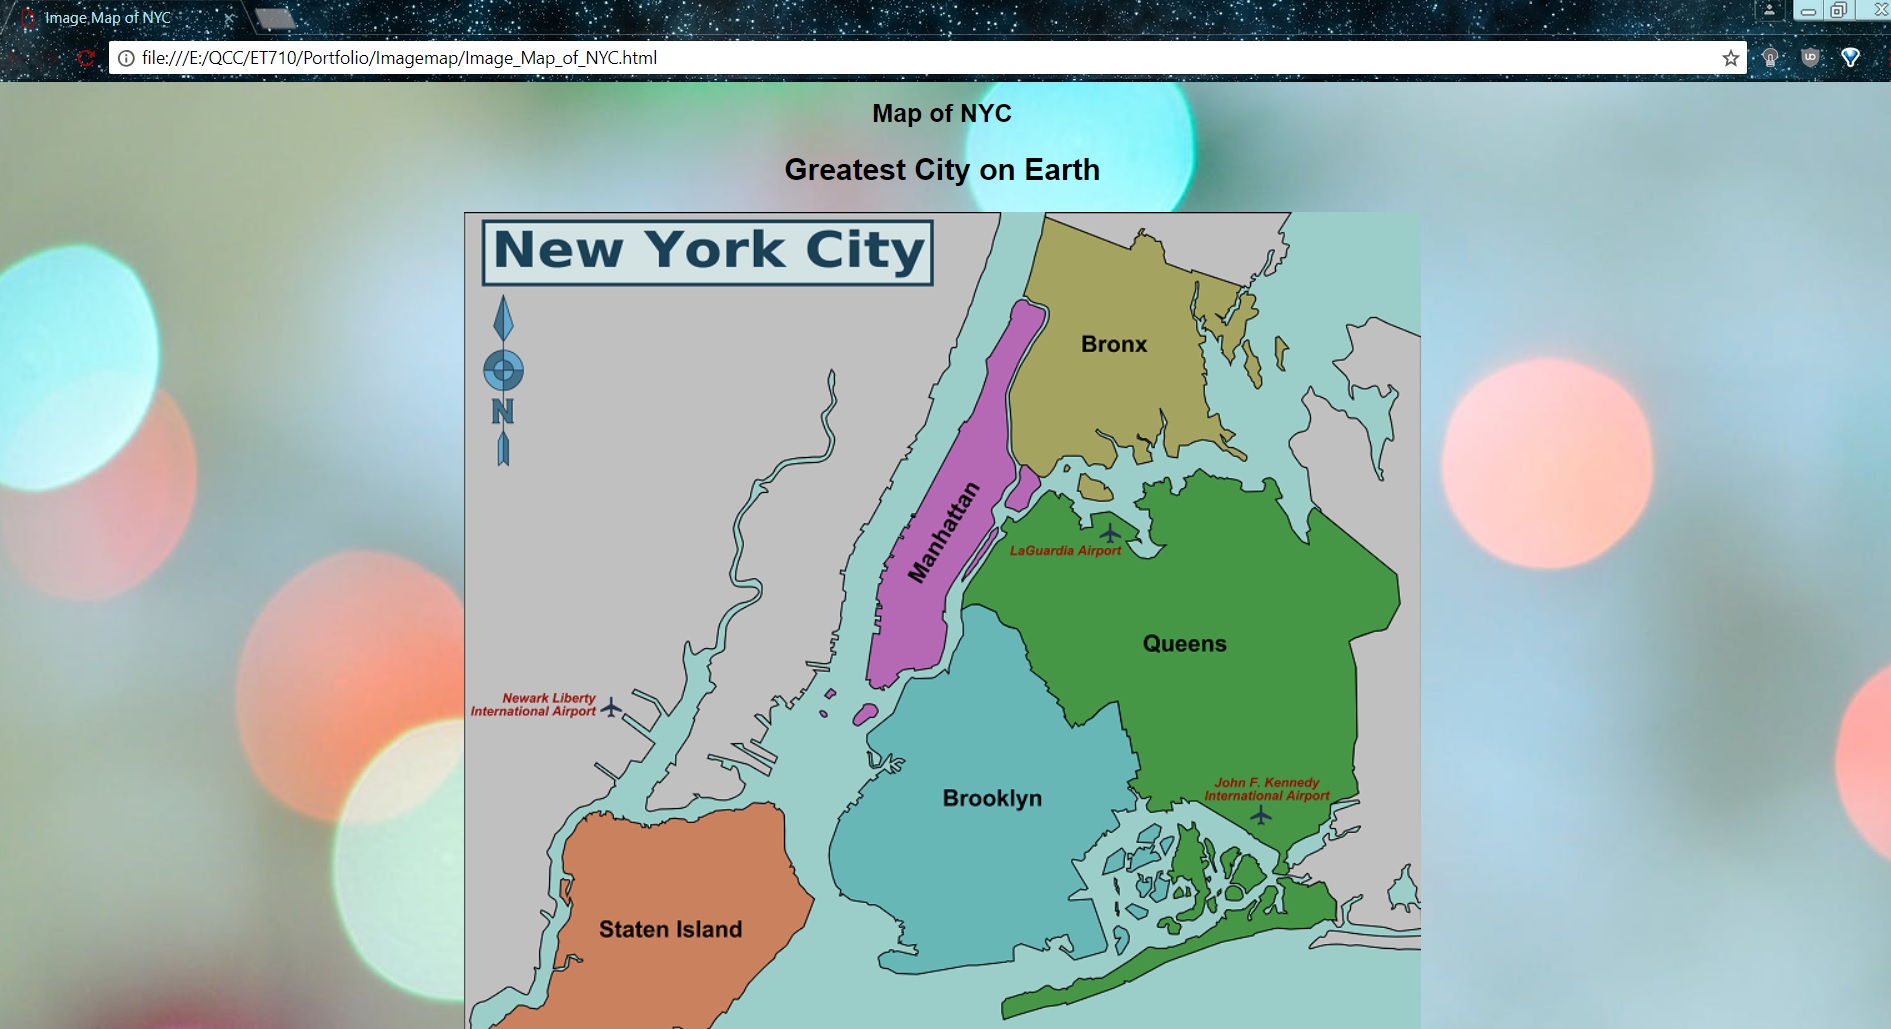 Image Map of NYC
file:///E:/QCC/ET710/Portfolio/Imagemap/Image_Map_of_NYC.html
Map of NYC
Greatest City on Earth
New York City
N
Bronx
Manhattan
LaGuardia Airport
Queens
Newark Liberty
International Airport
John F. Kennedy
International Airport
Brooklyn
Staten Island